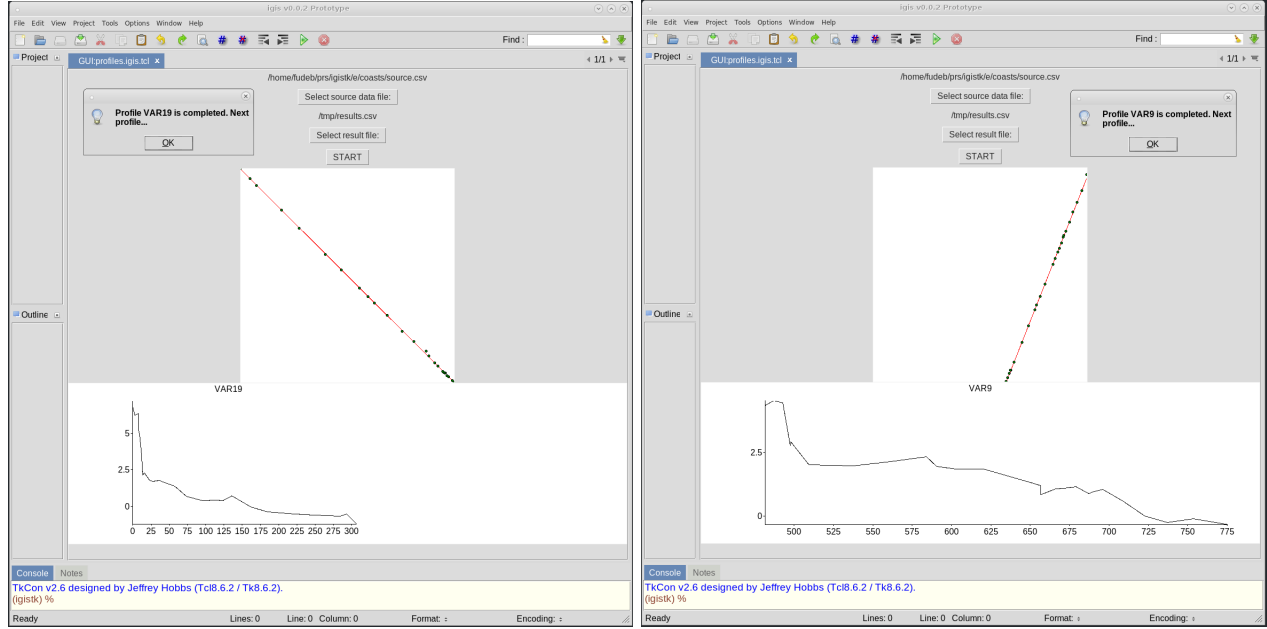 igis v0.0.2 Prototype
File Edit View Project Tools Options Window Help
Find :
Project
GUI:profiles.igis.tcl x
1/1
/home/fudeb/prs/igistk/e/coasts/source.csv
Select source data file:
Profile VAR19 is completed. Next
profile...
OK
/tmp/results.csv
Select result file:
START
Outline
VAR19
5
2.5
0
0 25 50 75 100 125 150 175 200 225 250 275 300
Console Notes
TkCon v2.6 designed by Jeffrey Hobbs (Tcl8.6.2 / Tk8.6.2).
(igistk) %
Ready Lines: 0 Line: 0 Column: 0 Format: Encoding:
igis v0.0.2 Prototype
File Edit View Project Tools Options Window Help
Find :
Project
GUI:profiles.igis.tcl x
1/1
/home/fudeb/prs/igistk/e/coasts/source.csv
Select source data file:
/tmp/results.csv
Select result file:
START
Profile VAR9 is completed. Next
profile...
OK
Outline
VAR9
2.5
0
500 525 550 575 600 625 650 675 700 725 750 775
Console Notes
TkCon v2.6 designed by Jeffrey Hobbs (Tcl8.6.2 / Tk8.6.2).
(igistk) %
Ready Lines: 0 Line: 0 Column: 0 Format: Encoding: